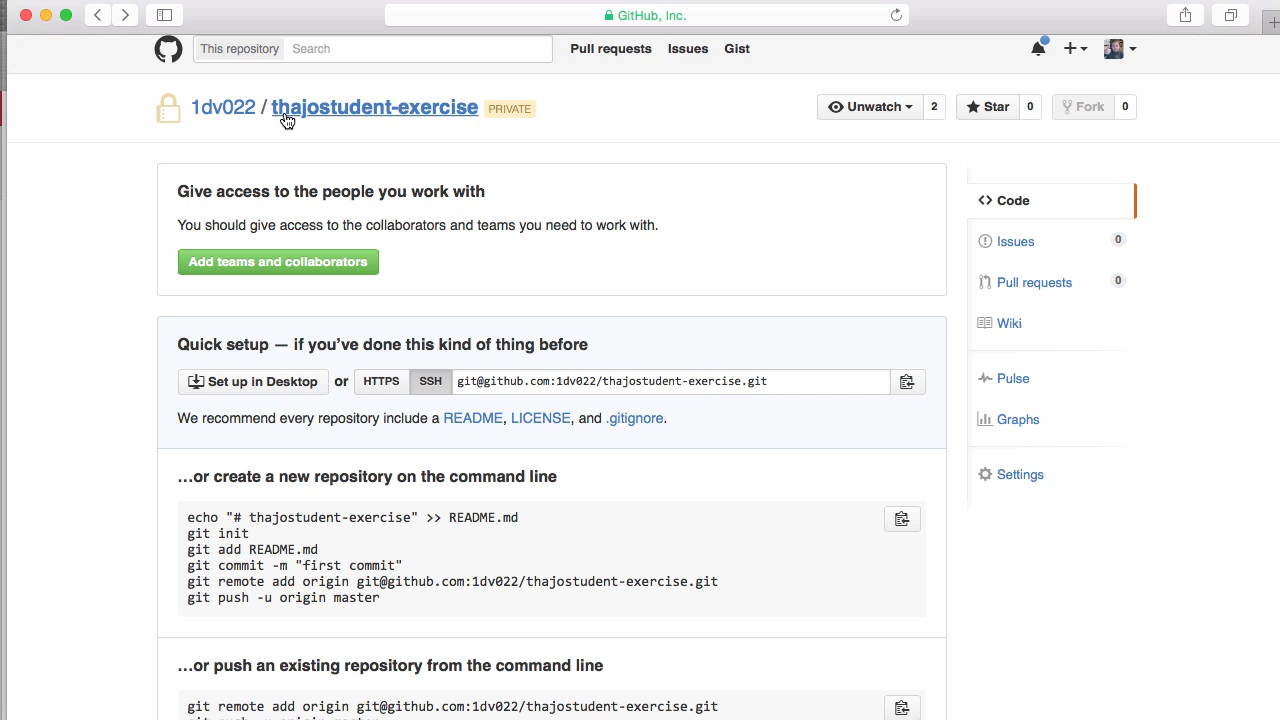 GitHub, Inc.
This repository Search Pull requests Issues Gist
1dv022 / thajostudent-exercise PRIVATE Unwatch 2 Star 0 Fork 0
Give access to the people you work with
You should give access to the collaborators and teams you need to work with.
Add teams and collaborators
Code
Issues 0
Pull requests 0
Wiki
Pulse
Graphs
Settings
Quick setup — if you've done this kind of thing before
Set up in Desktop or HTTPS SSH git@github.com:1dv022/thajostudent-exercise.git
We recommend every repository include a README, LICENSE, and .gitignore.
…or create a new repository on the command line
echo "# thajostudent-exercise" >> README.md
git init
git add README.md
git commit -m "first commit"
git remote add origin git@github.com:1dv022/thajostudent-exercise.git
git push -u origin master
…or push an existing repository from the command line
git remote add origin git@github.com:1dv022/thajostudent-exercise.git